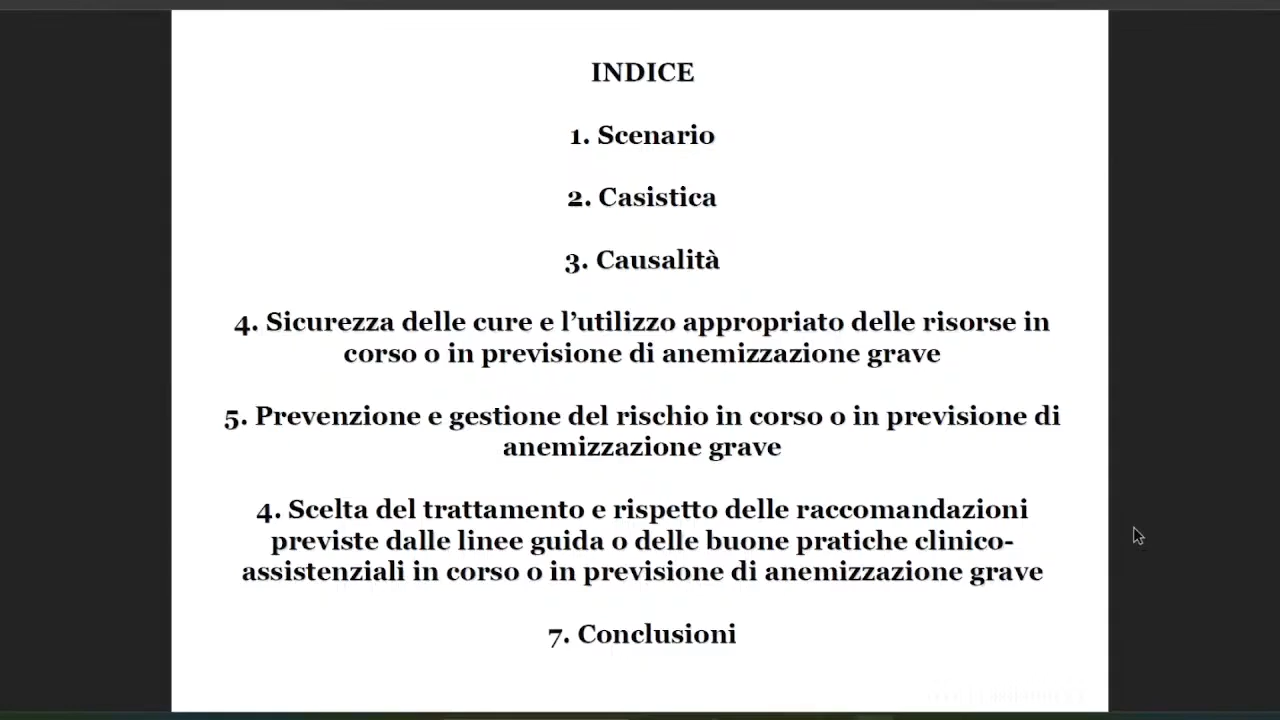 INDICE
1. Scenario
2. Casistica
3. Causalità
4. Sicurezza delle cure e l’utilizzo appropriato delle risorse in
corso o in previsione di anemizzazione grave
5. Prevenzione e gestione del rischio in corso o in previsione di
anemizzazione grave
4. Scelta del trattamento e rispetto delle raccomandazioni
previste dalle linee guida o delle buone pratiche clinico-
assistenziali in corso o in previsione di anemizzazione grave
7. Conclusioni